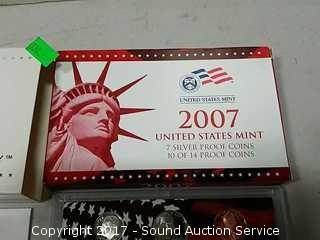 UNITED STATES MINT
2007
UNITED STATES MINT
7 SILVER PROOF COINS
10 OF 14 PROOF COINS
2007
Copyright 2017 - Sound Auction Service